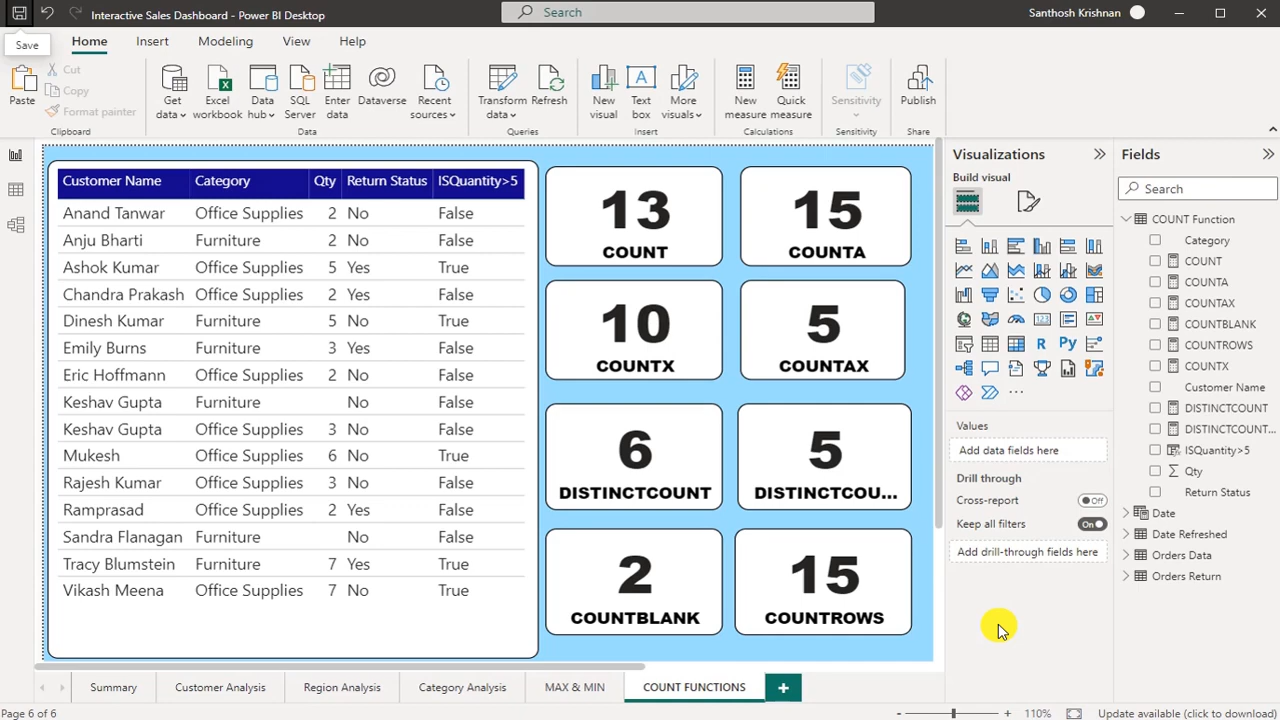 Interactive Sales Dashboard - Power BI Desktop
Search
Santhosh Krishnan
Save
Home Insert Modeling View Help
Paste
Cut
Copy
Format painter
Clipboard
Get data
Excel workbook
Data hub
SQL Server
Enter data
Dataverse
Recent sources
Data
Transform data
Refresh
Queries
New visual
Text box
More visuals
Insert
New measure
Quick measure
Calculations
Sensitivity
Sensitivity
Publish
Share
Customer Name Category Qty Return Status ISQuantity>5
Anand Tanwar Office Supplies 2 No False
Anju Bharti Furniture 2 No False
Ashok Kumar Office Supplies 5 Yes True
Chandra Prakash Office Supplies 2 Yes False
Dinesh Kumar Furniture 5 No True
Emily Burns Furniture 3 Yes False
Eric Hoffmann Office Supplies 2 No False
Keshav Gupta Furniture No False
Keshav Gupta Office Supplies 3 No False
Mukesh Office Supplies 6 No True
Rajesh Kumar Furniture 3 No False
Ramprasad Office Supplies 2 Yes False
Sandra Flanagan Furniture No False
Tracy Blumstein Furniture 7 Yes True
Vikash Meena Office Supplies 7 No True
13
COUNT
15
COUNTA
10
COUNTX
5
COUNTAX
6
DISTINCTCOUNT
5
DISTINCTCOU...
2
COUNTBLANK
15
COUNTROWS
Visualizations
Build visual
R
Py
123
...
Values
Add data fields here
Drill through
Cross-report Off
Keep all filters On
Add drill-through fields here
Fields
Search
COUNT Function
Category
COUNT
COUNTA
COUNTAX
COUNTBLANK
COUNTROWS
COUNTX
Customer Name
DISTINCTCOUNT
DISTINCTCOUNT...
ISQuantity>5
Qty
Return Status
Date
Date Refreshed
Orders Data
Orders Return
Summary Customer Analysis Region Analysis Category Analysis MAX & MIN COUNT FUNCTIONS +
Page 6 of 6
- + 110%
Update available (click to download)